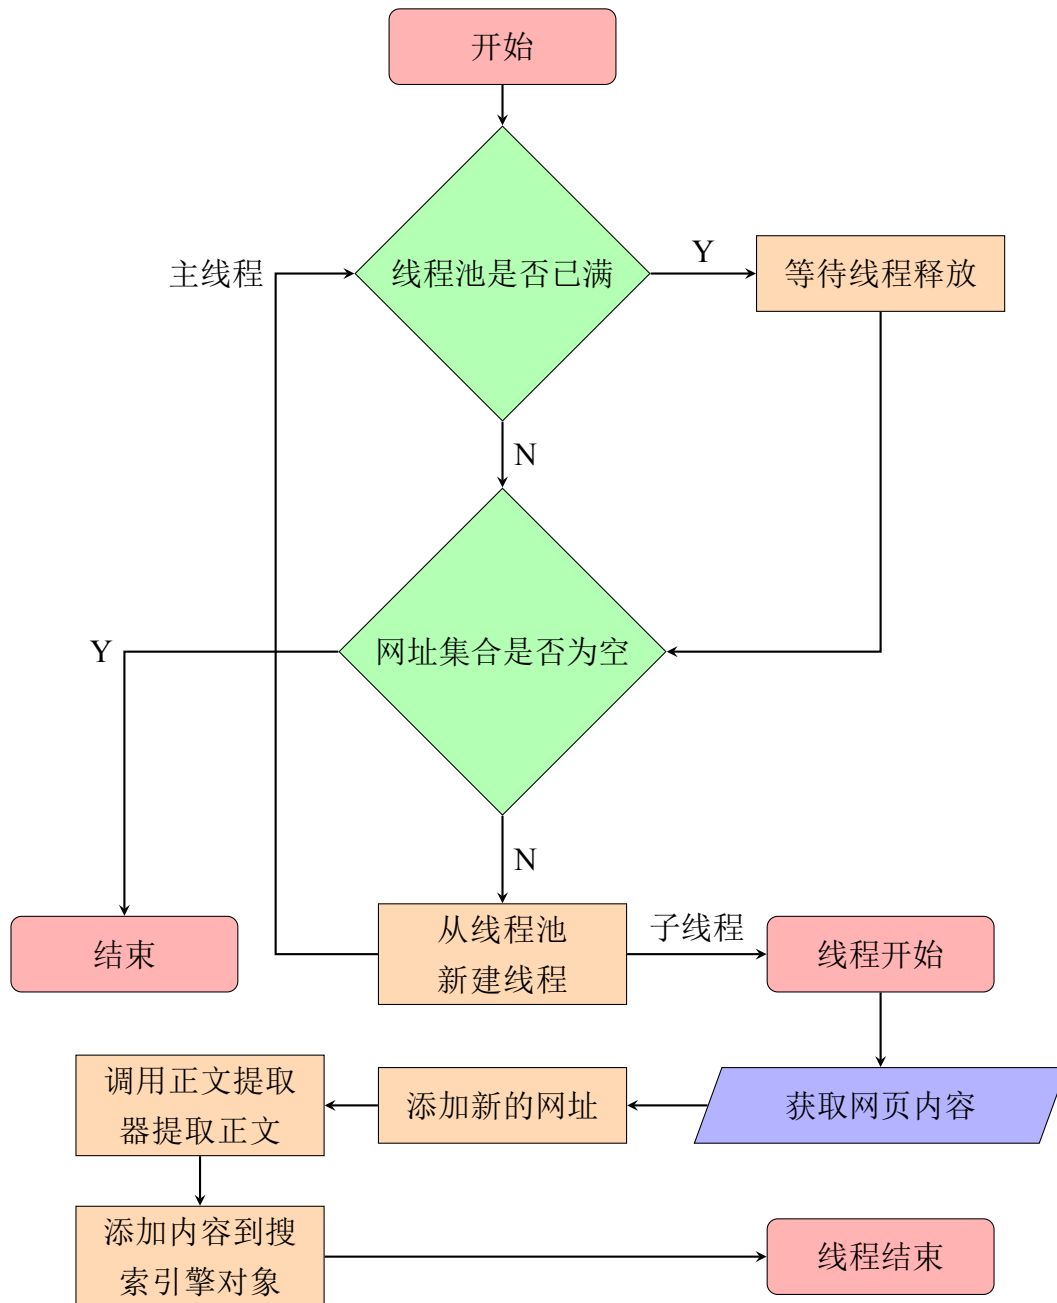 开始
主线程
线程池是否已满
Y
等待线程释放
N
Y
网址集合是否为空
N
结束
从线程池
新建线程
子线程
线程开始
调用正文提取
器提取正文
添加新的网址
获取网页内容
添加内容到搜
索引擎对象
线程结束